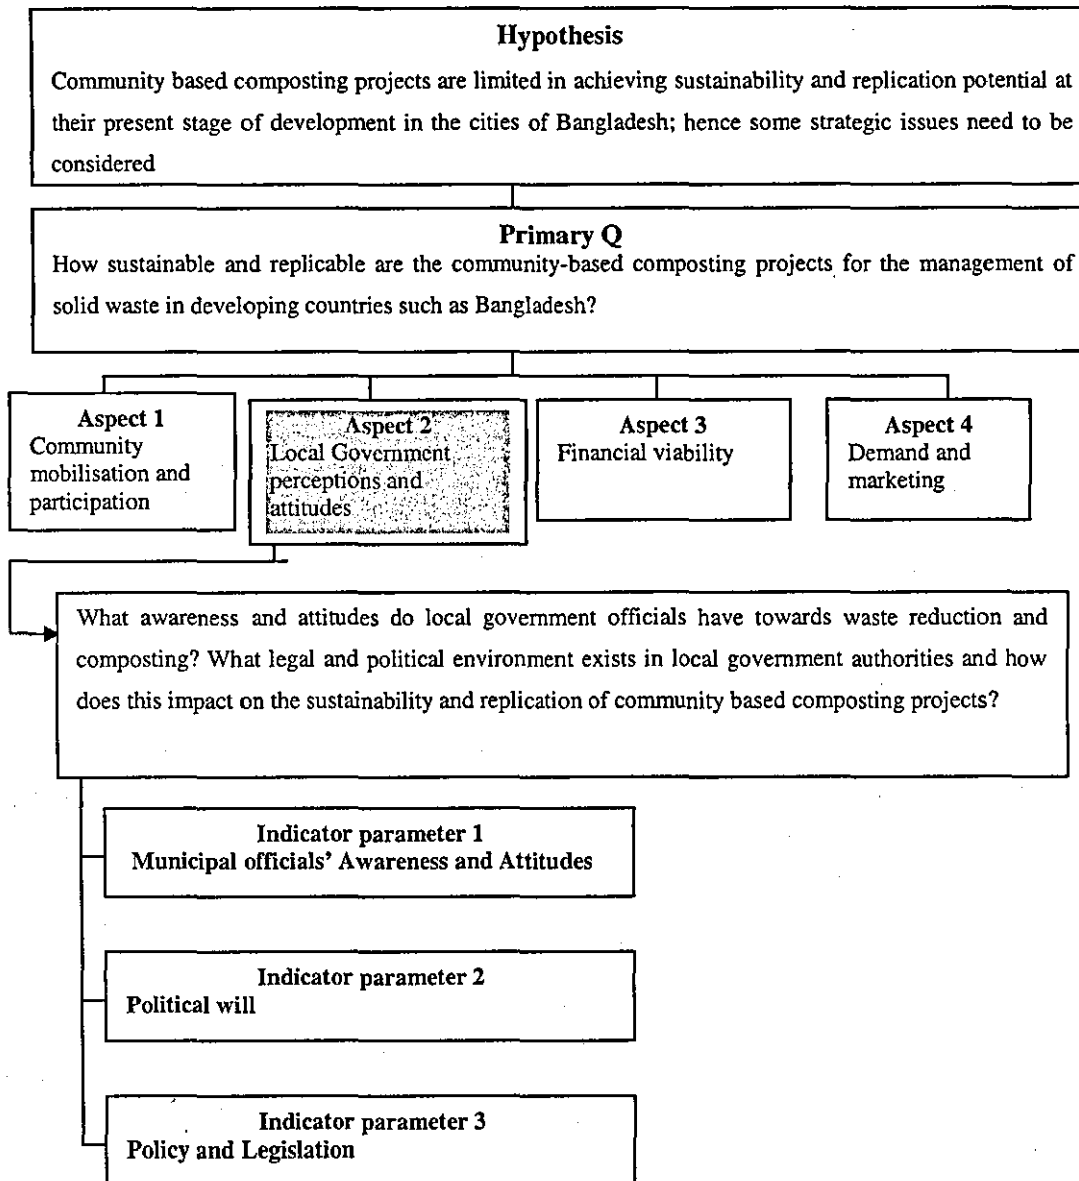 Hypothesis
Community based composting projects are limited in achieving sustainability and replication potential at
their present stage of development in the cities of Bangladesh; hence some strategic issues need to be
considered
Primary Q
How sustainable and replicable are the community-based composting projects for the management of
solid waste in developing countries such as Bangladesh?
Aspect 1
Community
mobilisation and
participation
Aspect 2
Local Government
perceptions and
attitudes
Aspect 3
Financial viability
Aspect 4
Demand and
marketing
What awareness and attitudes do local government officials have towards waste reduction and
composting? What legal and political environment exists in local government authorities and how
does this impact on the sustainability and replication of community based composting projects?
Indicator parameter 1
Municipal officials' Awareness and Attitudes
Indicator parameter 2
Political will
Indicator parameter 3
Policy and Legislation